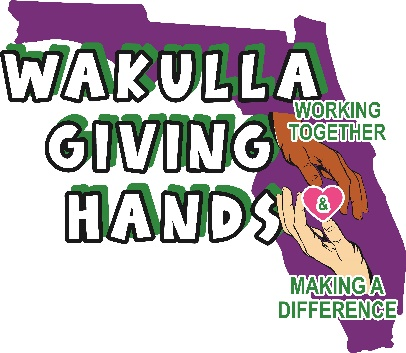 WAKULLA
GIVING
HANDS
WORKING
TOGETHER
&
MAKING A
DIFFERENCE